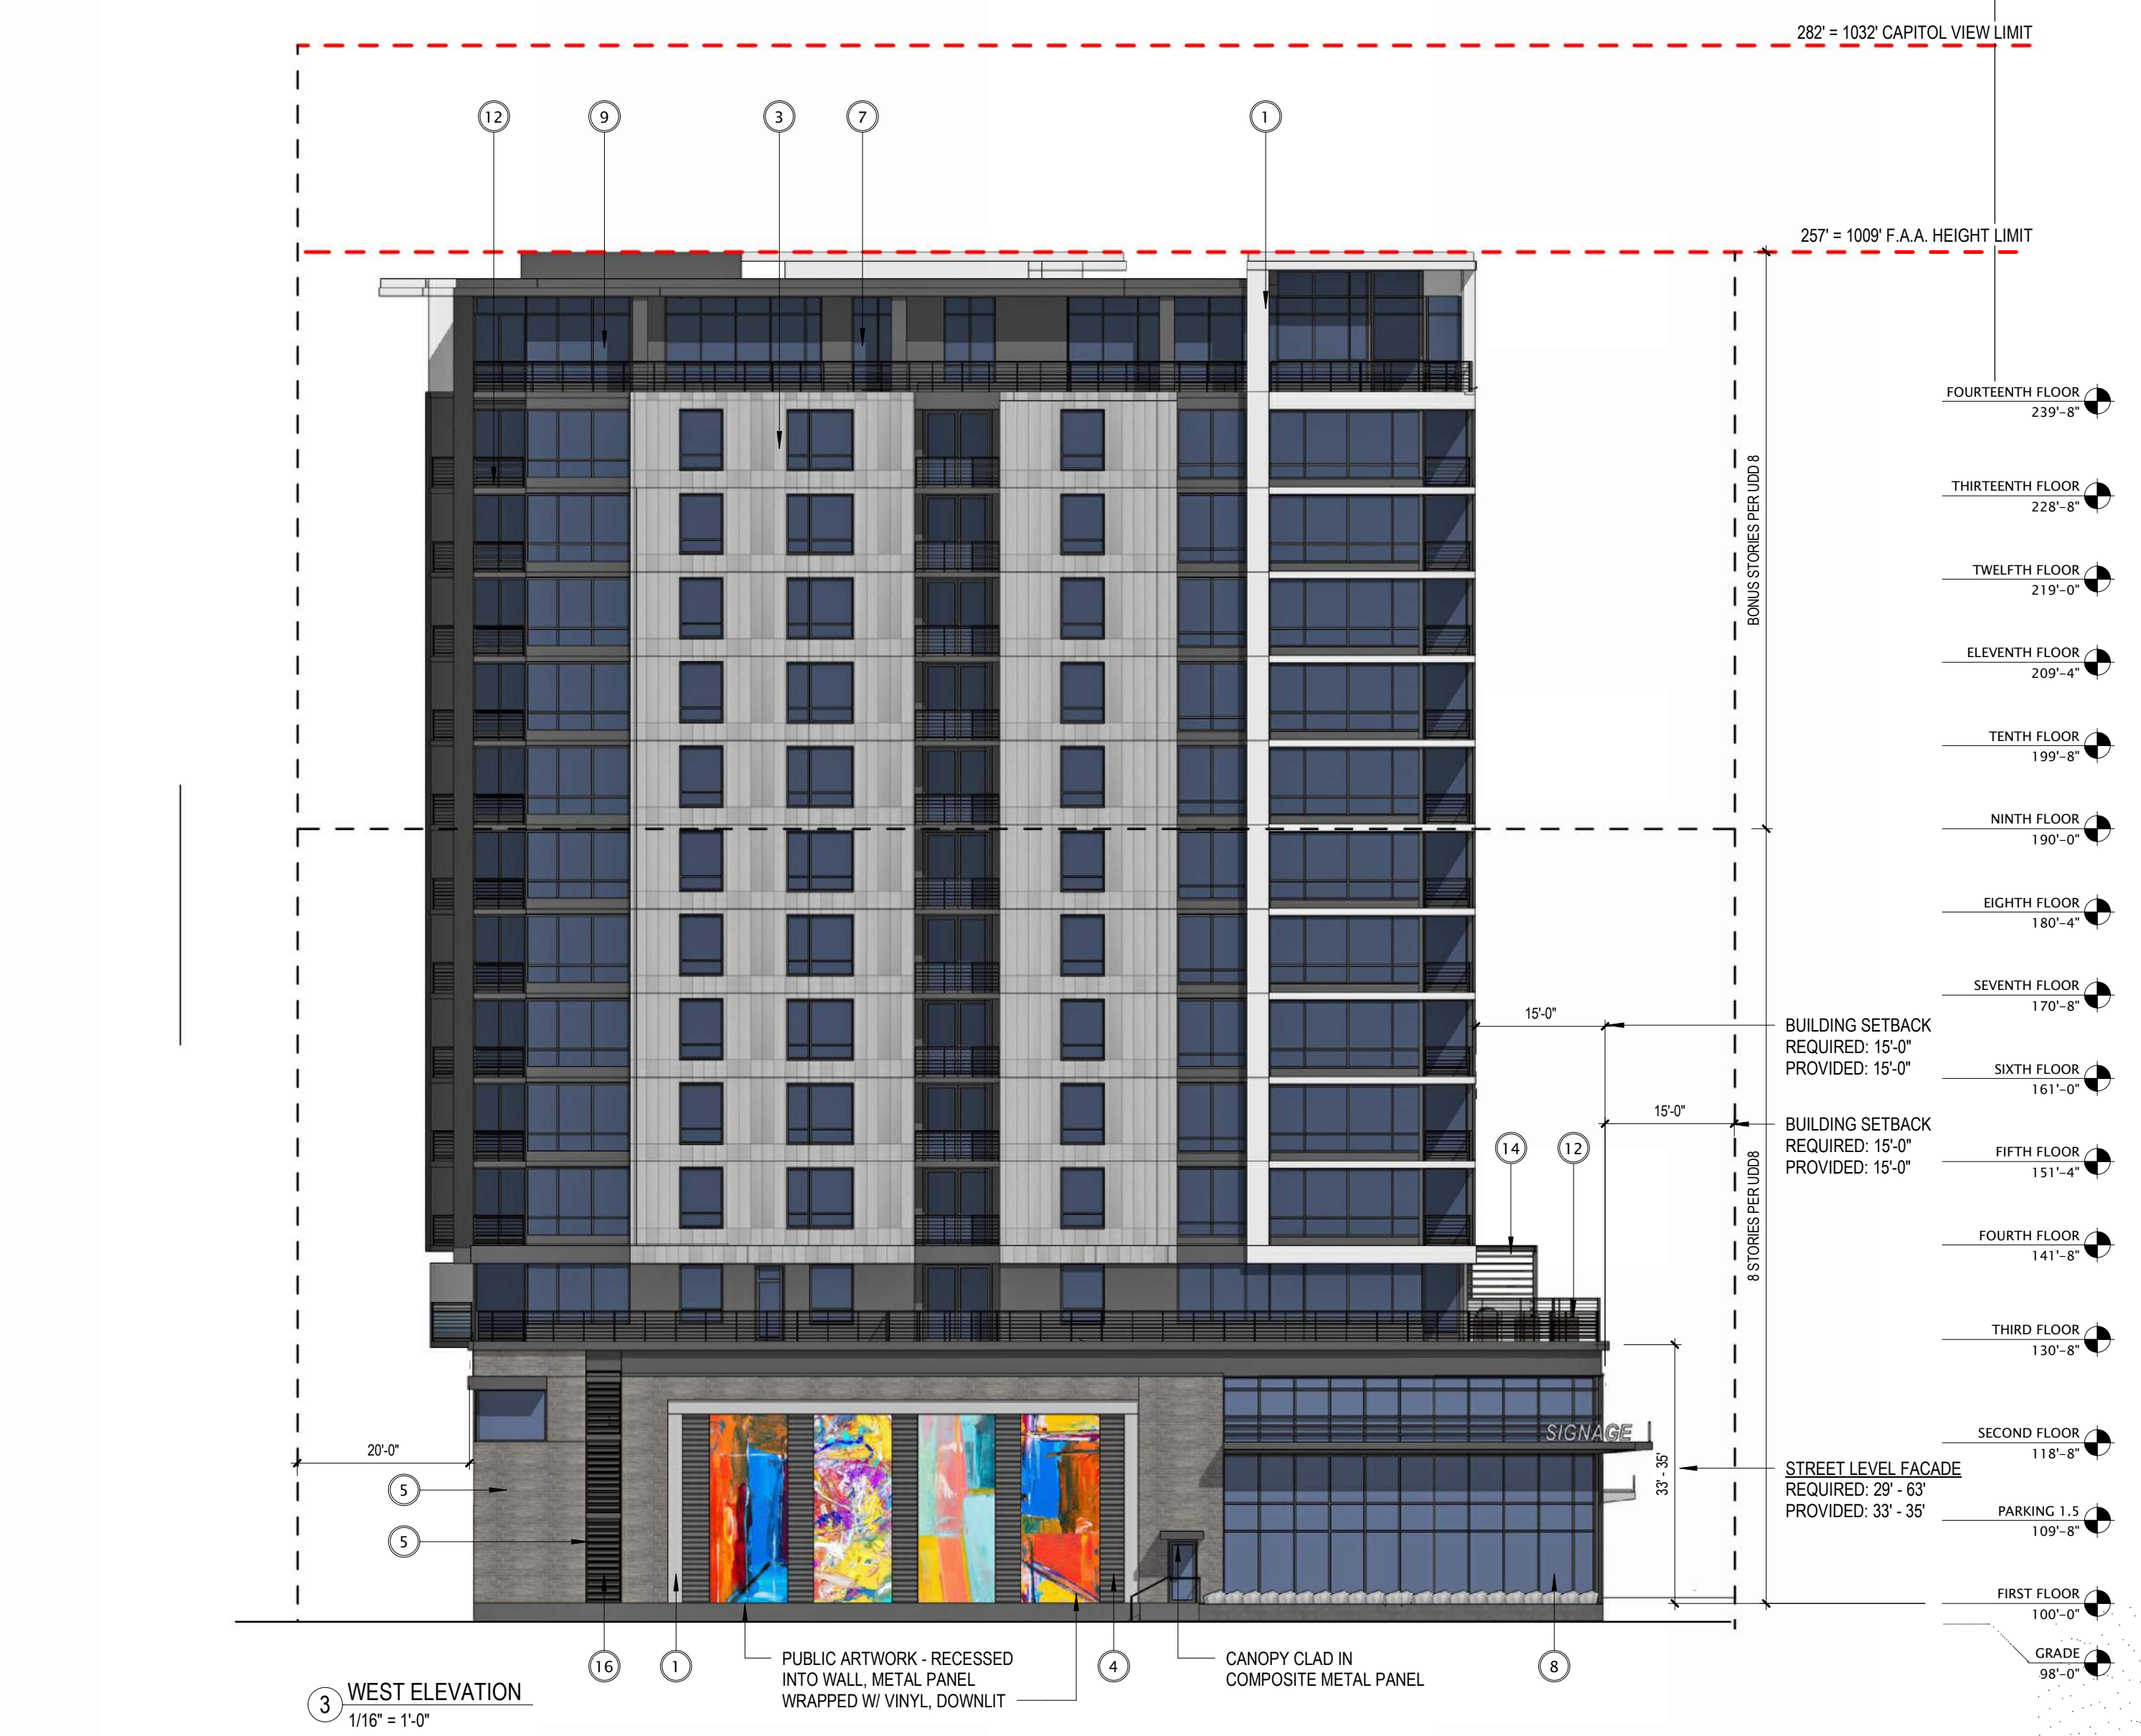 282' = 1032' CAPITOL VIEW LIMIT
12
9
3
7
1
257' = 1009' F.A.A. HEIGHT LIMIT
FOURTEENTH FLOOR
239'-8"
BONUS STORIES PER UDD 8
THIRTEENTH FLOOR
228'-8"
TWELFTH FLOOR
219'-0"
ELEVENTH FLOOR
209'-4"
TENTH FLOOR
199'-8"
NINTH FLOOR
190'-0"
EIGHTH FLOOR
180'-4"
SEVENTH FLOOR
170'-8"
15'-0"
BUILDING SETBACK
REQUIRED: 15'-0"
PROVIDED: 15'-0"
SIXTH FLOOR
161'-0"
15'-0"
BUILDING SETBACK
REQUIRED: 15'-0"
PROVIDED: 15'-0"
14
12
FIFTH FLOOR
151'-4"
8 STORIES PER UDD8
FOURTH FLOOR
141'-8"
THIRD FLOOR
130'-8"
SIGNAGE
SECOND FLOOR
118'-8"
20'-0"
33' - 35'
STREET LEVEL FACADE
REQUIRED: 29' - 63'
PROVIDED: 33' - 35'
5
5
PARKING 1.5
109'-8"
FIRST FLOOR
100'-0"
GRADE
98'-0"
16
1
PUBLIC ARTWORK - RECESSED
INTO WALL, METAL PANEL
WRAPPED W/ VINYL, DOWNLIT
4
CANOPY CLAD IN
COMPOSITE METAL PANEL
8
3
WEST ELEVATION
1/16" = 1'-0"